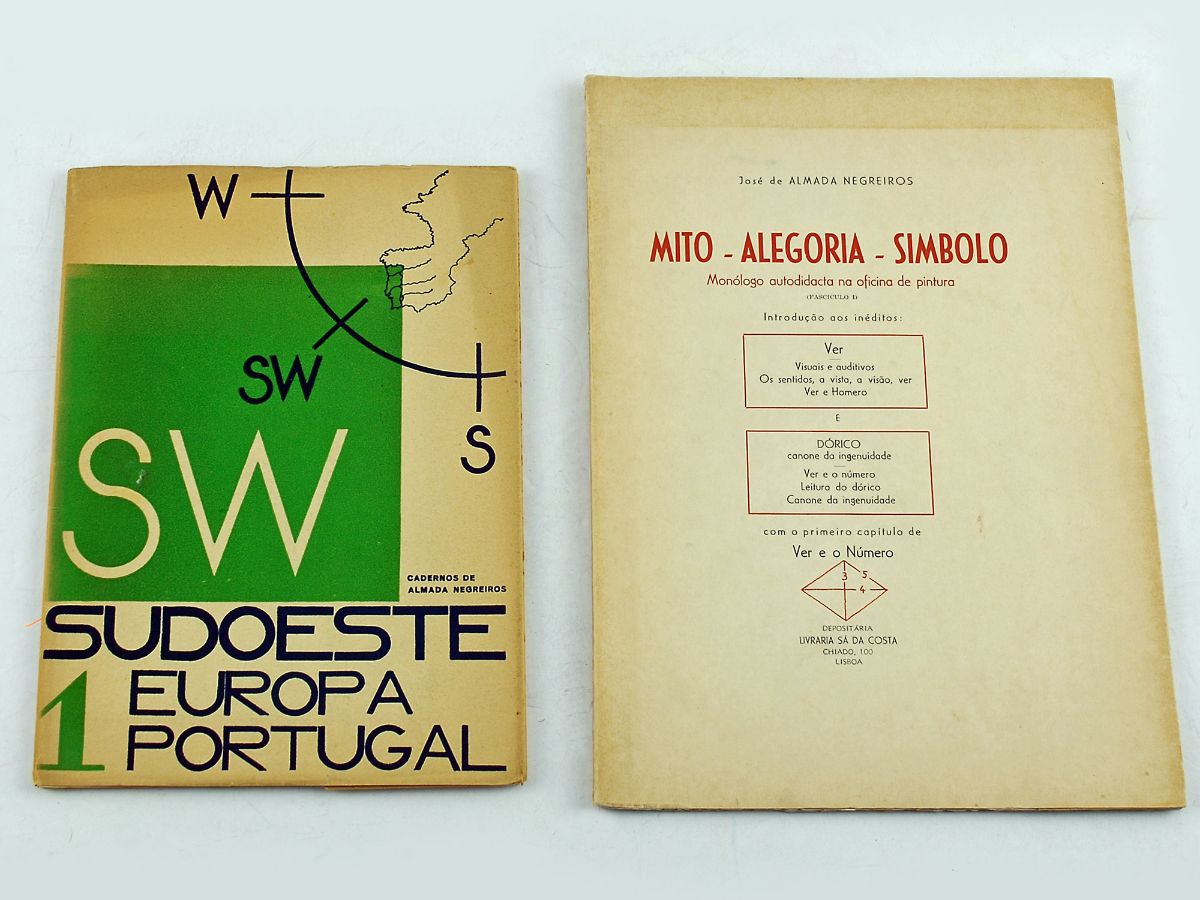 W
SW
S
SW
CADERNOS DE
ALMADA NEGREIROS
SUDOESTE
1 EUROPA
PORTUGAL
José de ALMADA NEGREIROS
MITO - ALEGORIA - SIMBOLO
Monólogo autodidacta na oficina de pintura
(FASCICULO I)
Introdução aos inéditos:
Ver
Visuais e auditivos
Os sentidos, a vista, a visão, ver
Ver e Homero
E
DÓRICO
canone da ingenuidade
Ver e o número
Leitura do dórico
Canone da ingenuidade
com o primeiro capítulo de
Ver e o Número
3 5
4
DEPOSITÁRIA
LIVRARIA SÁ DA COSTA
CHIADO, 100
LISBOA